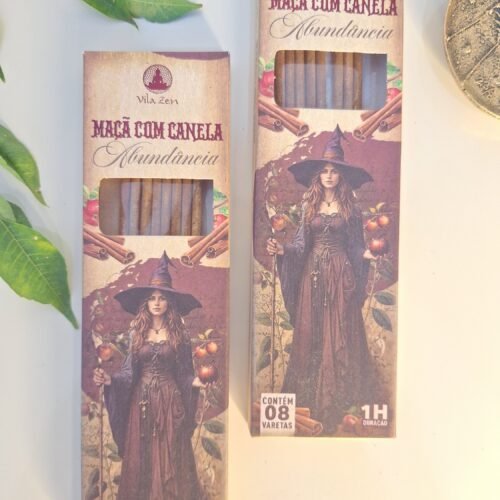 Vila Zen
MAÇÃ COM CANELA
Abundância
MAÇÃ COM CANELA
Abundância
CONTÉM
08
VARETAS
1H
DURAÇÃO